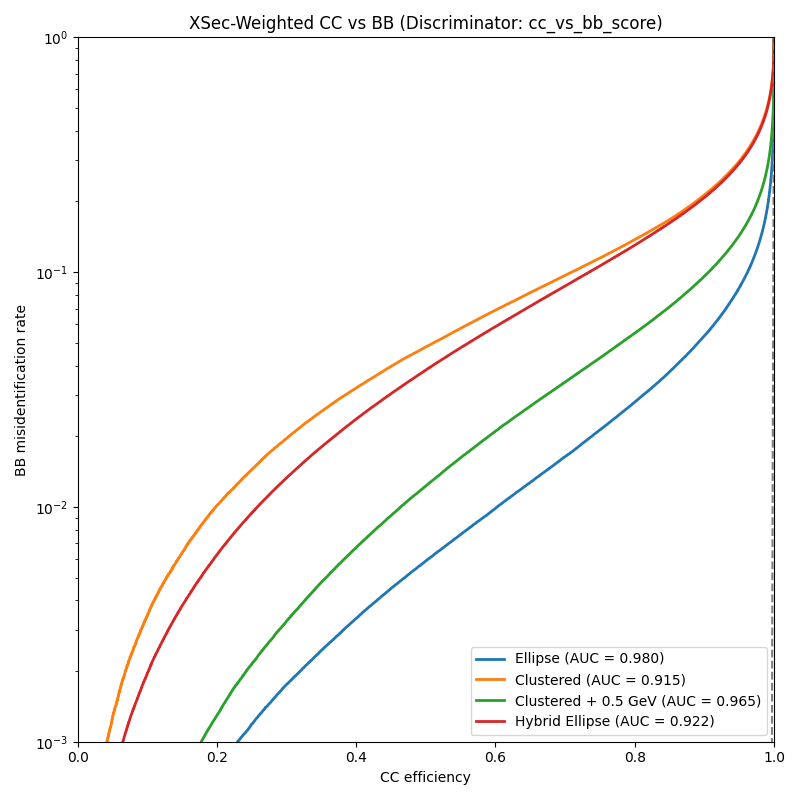 XSec-Weighted CC vs BB (Discriminator: cc_vs_bb_score)
10^0
10^-1
10^-2
10^-3
BB misidentification rate
Ellipse (AUC = 0.980)
Clustered (AUC = 0.915)
Clustered + 0.5 GeV (AUC = 0.965)
Hybrid Ellipse (AUC = 0.922)
0.0 0.2 0.4 0.6 0.8 1.0
CC efficiency